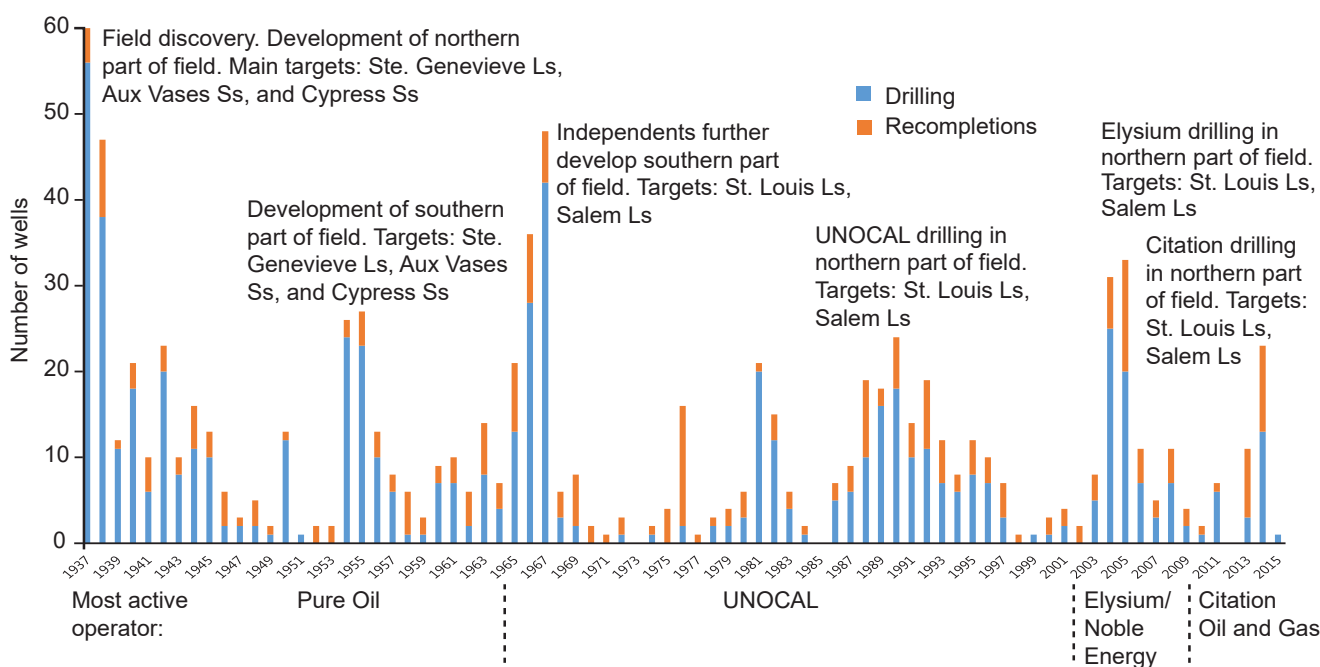 60
50
40
30
20
10
0
Number of wells
Field discovery. Development of northern
part of field. Main targets: Ste. Genevieve Ls,
Aux Vases Ss, and Cypress Ss
Drilling
Recompletions
Development of southern
part of field. Targets: Ste.
Genevieve Ls, Aux Vases
Ss, and Cypress Ss
Independents further
develop southern part
of field. Targets: St. Louis Ls,
Salem Ls
UNOCAL drilling in
northern part of field.
Targets: St. Louis Ls,
Salem Ls
Elysium drilling in
northern part of field.
Targets: St. Louis Ls,
Salem Ls
Citation drilling
in northern part
of field. Targets:
St. Louis Ls,
Salem Ls
1937 1939 1941 1943 1945 1947 1949 1951 1953 1955 1957 1959 1961 1963 1965 1967 1969 1971 1973 1975 1977 1979 1981 1983 1985 1987 1989 1991 1993 1995 1997 1999 2001 2003 2005 2007 2009 2011 2013 2015
Most active
operator:
Pure Oil
UNOCAL
Elysium/
Noble
Energy
Citation
Oil and Gas